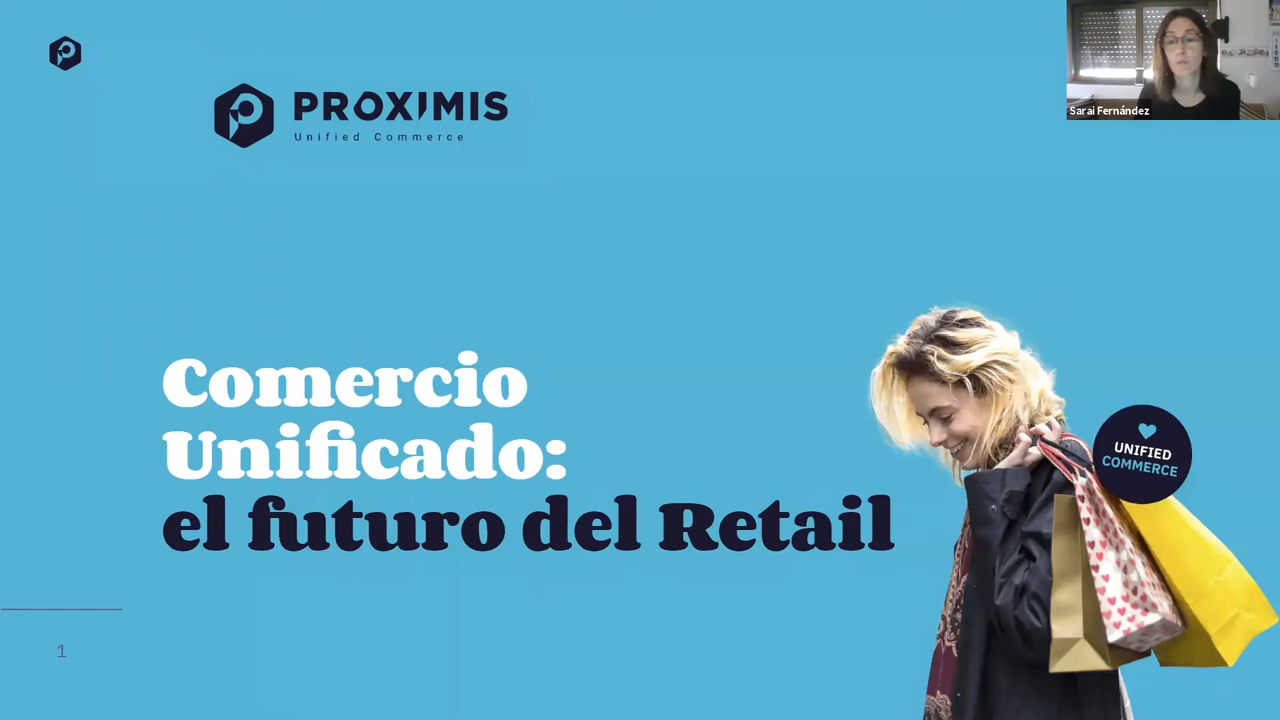 PROXIMIS
Unified Commerce
Sarai Fernández
Comercio
Unificado:
el futuro del Retail
UNIFIED
COMMERCE
1